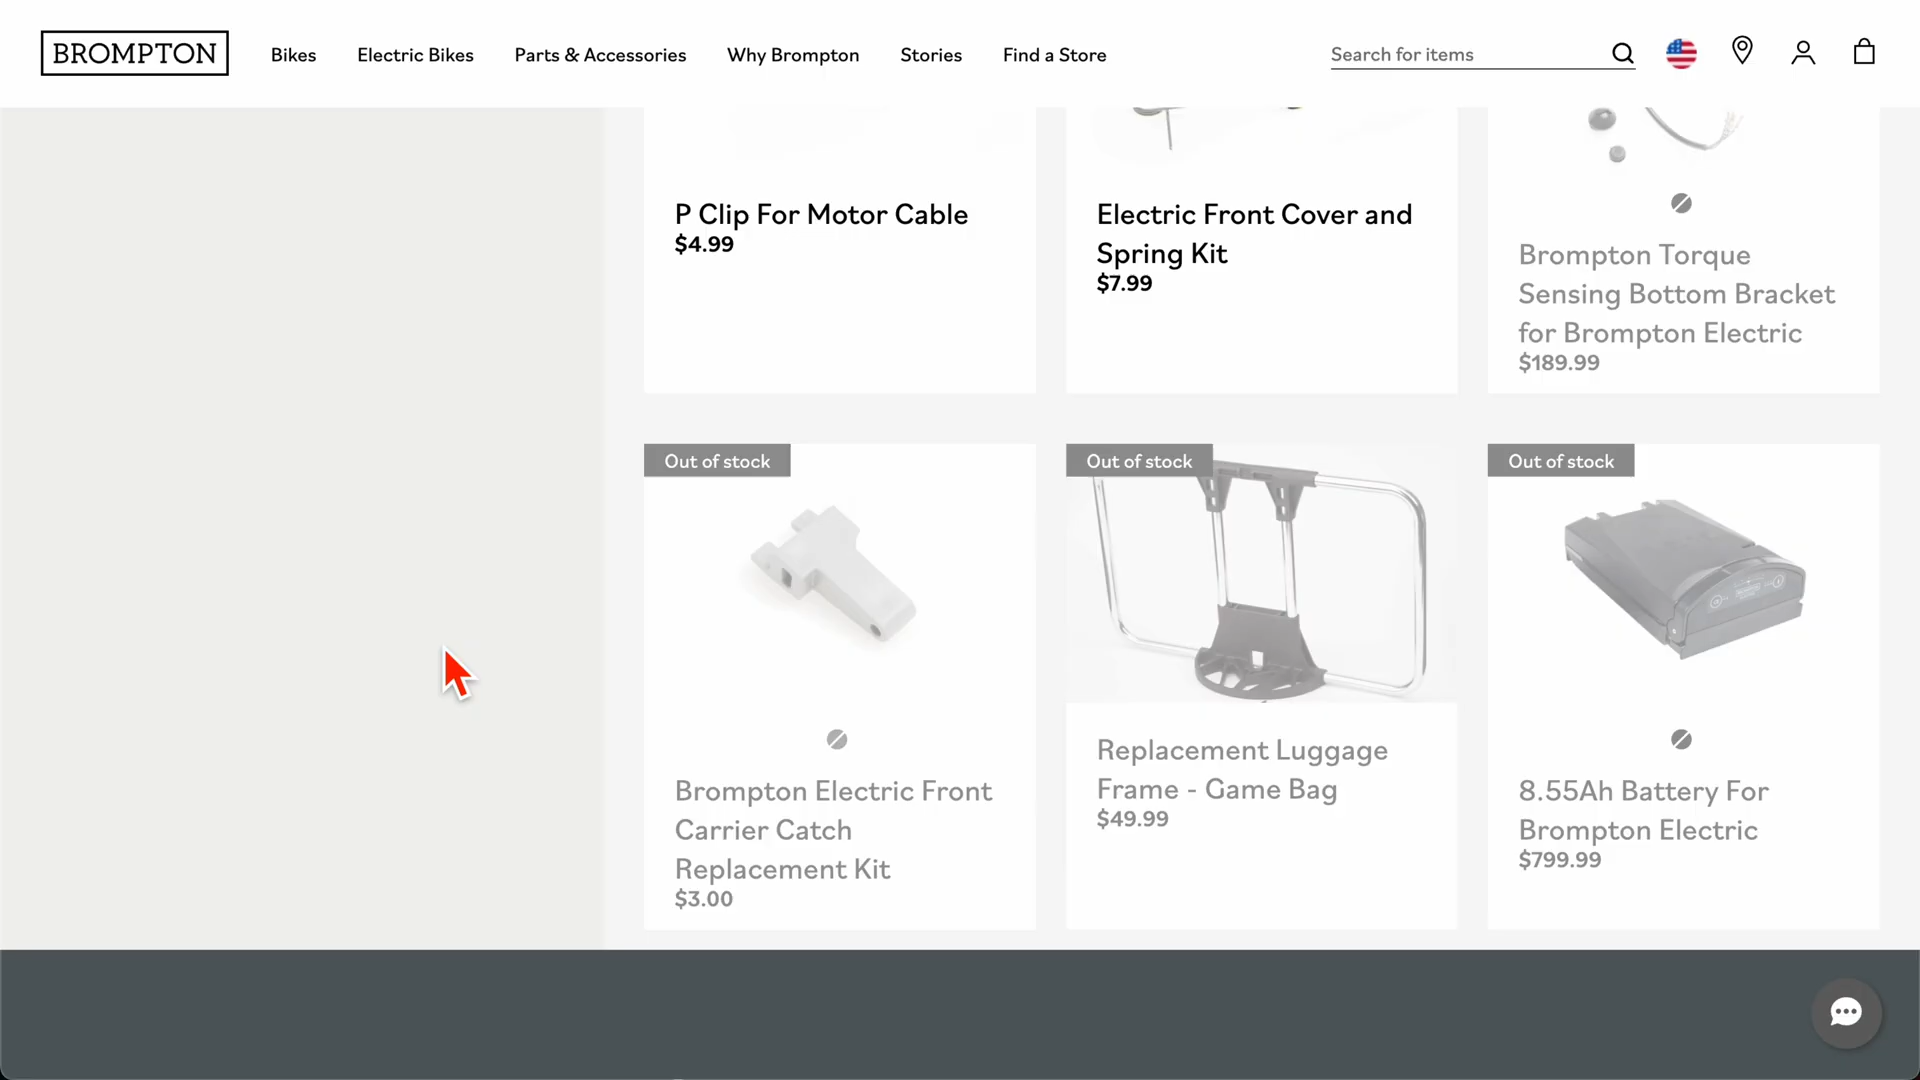 BROMPTON
Bikes
Electric Bikes
Parts & Accessories
Why Brompton
Stories
Find a Store
Search for items
P Clip For Motor Cable
$4.99
Electric Front Cover and
Spring Kit
$7.99
Brompton Torque
Sensing Bottom Bracket
for Brompton Electric
$189.99
Out of stock
Brompton Electric Front
Carrier Catch
Replacement Kit
$3.00
Out of stock
Replacement Luggage
Frame - Game Bag
$49.99
Out of stock
8.55Ah Battery For
Brompton Electric
$799.99